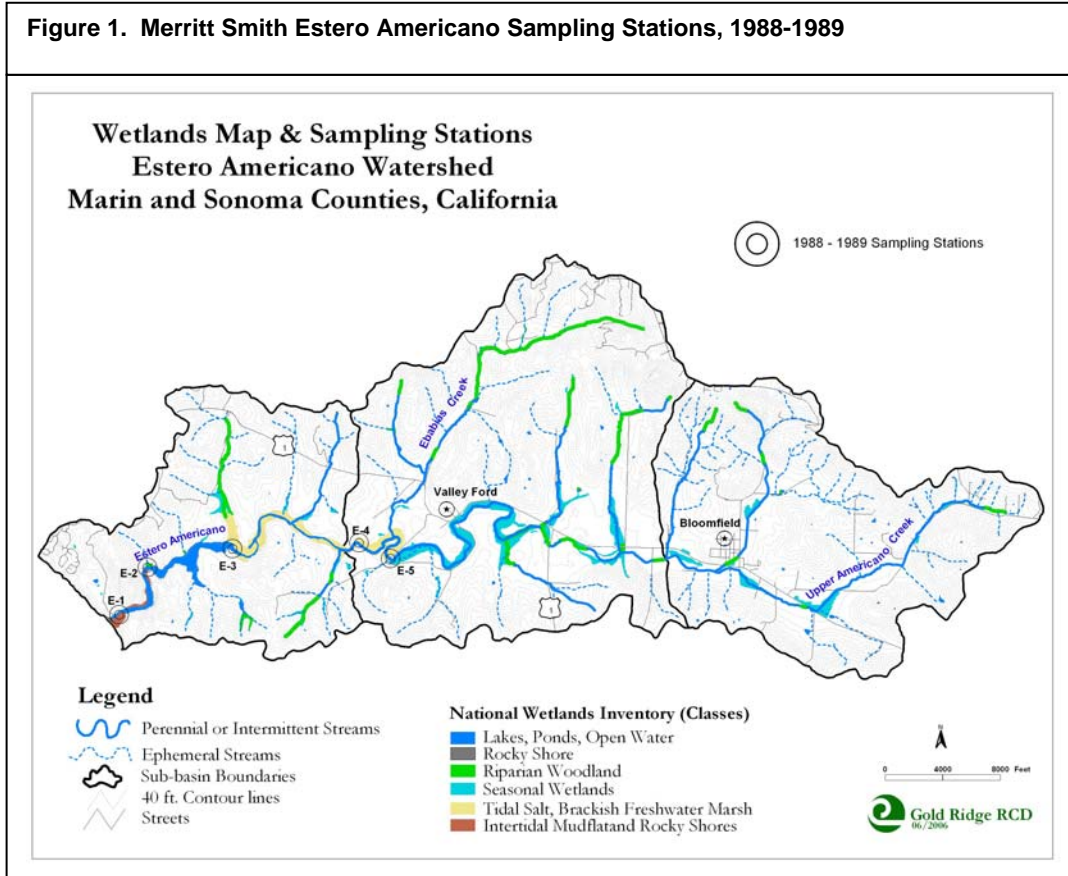 Figure 1. Merritt Smith Estero Americano Sampling Stations, 1988-1989
Wetlands Map & Sampling Stations
Estero Americano Watershed
Marin and Sonoma Counties, California
1988 - 1989 Sampling Stations
Ebabias Creek
1
Valley Ford
Bloomfield
Estero Americano
E-4
E-3
E-5
E-2
E-1
Upper Americano Creek
1
Legend
Perennial or Intermittent Streams
Ephemeral Streams
Sub-basin Boundaries
40 ft. Contour lines
Streets
National Wetlands Inventory (Classes)
Lakes, Ponds, Open Water
Rocky Shore
Riparian Woodland
Seasonal Wetlands
Tidal Salt, Brackish Freshwater Marsh
Intertidal Mudflatand Rocky Shores
N
0 4000 8000 Feet
Gold Ridge RCD
06/2006